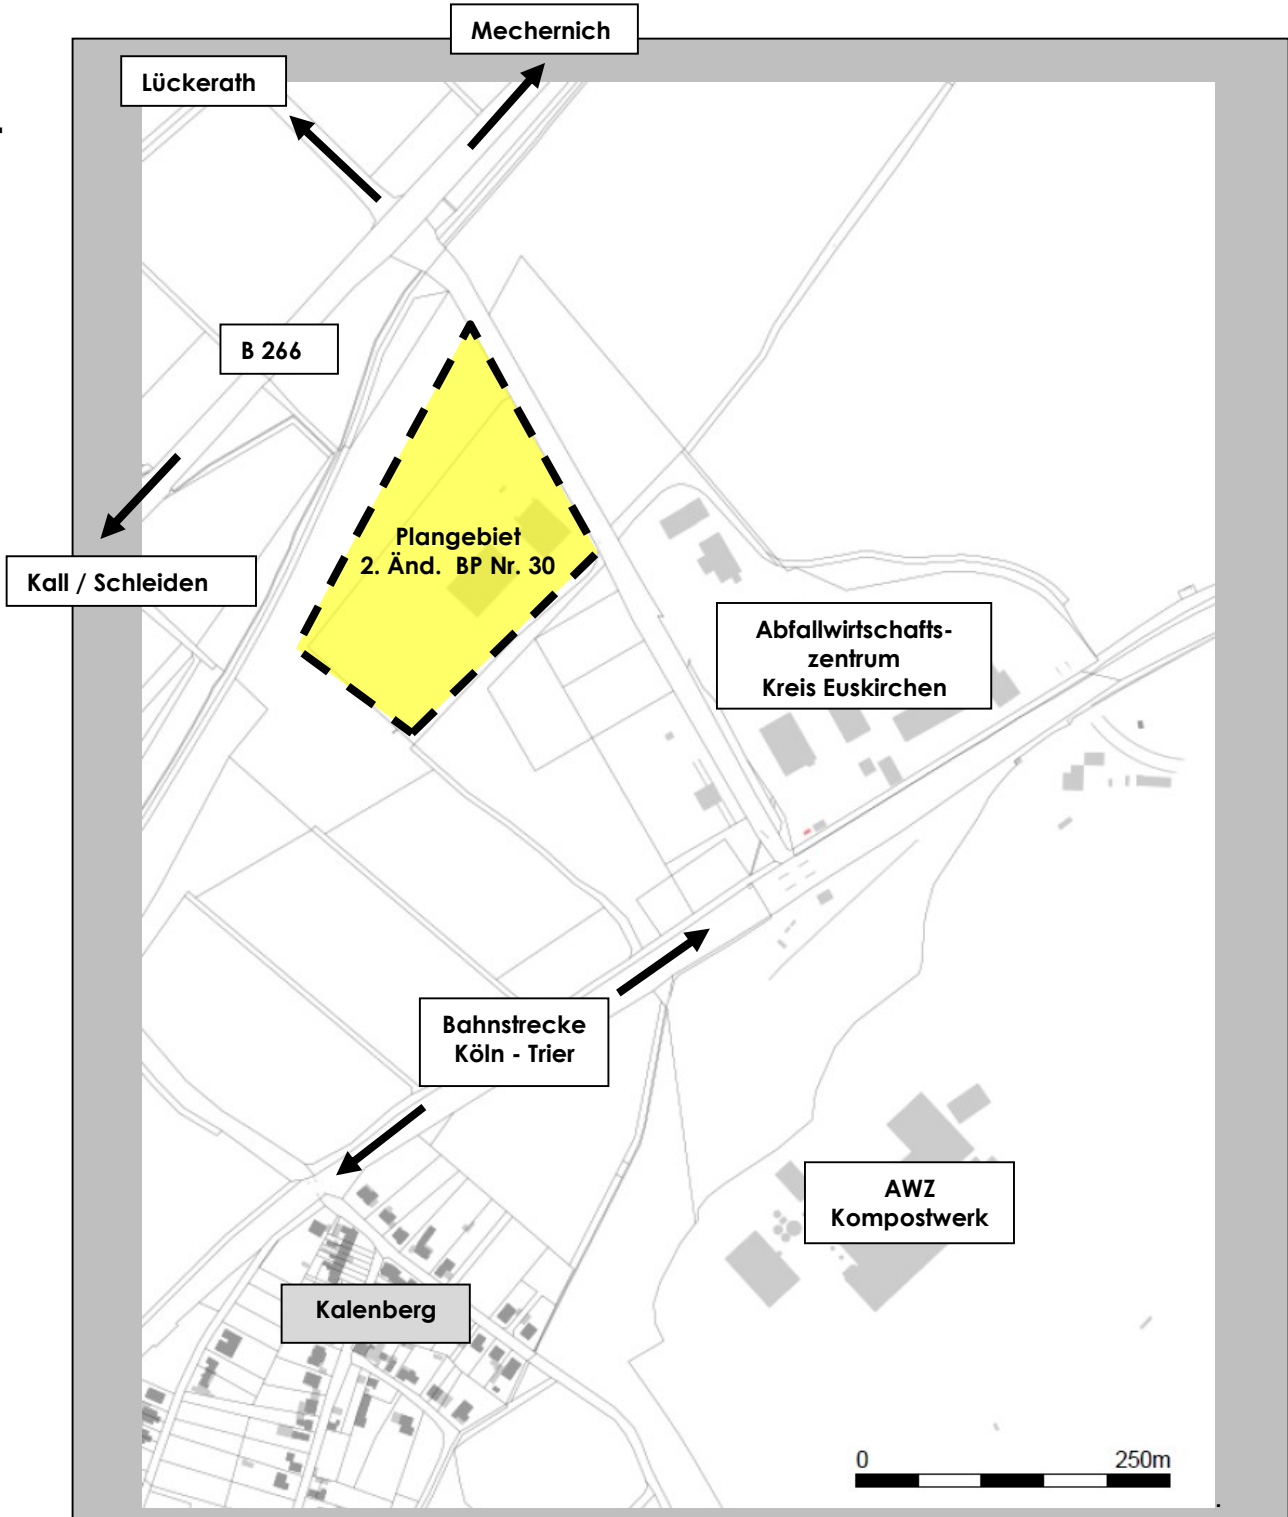 Mechernich
Lückerath
B 266
Plangebiet
2. Änd. BP Nr. 30
Kall / Schleiden
Abfallwirtschafts-
zentrum
Kreis Euskirchen
Bahnstrecke
Köln - Trier
AWZ
Kompostwerk
Kalenberg
0 250m